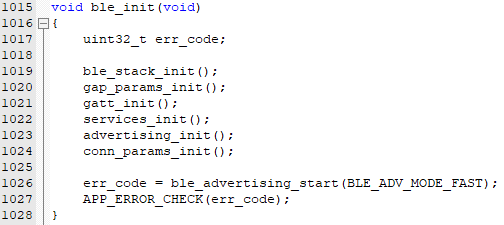 1015 void ble_init(void)
1016 {
1017 uint32_t err_code;
1018
1019 ble_stack_init();
1020 gap_params_init();
1021 gatt_init();
1022 services_init();
1023 advertising_init();
1024 conn_params_init();
1025
1026 err_code = ble_advertising_start(BLE_ADV_MODE_FAST);
1027 APP_ERROR_CHECK(err_code);
1028 }